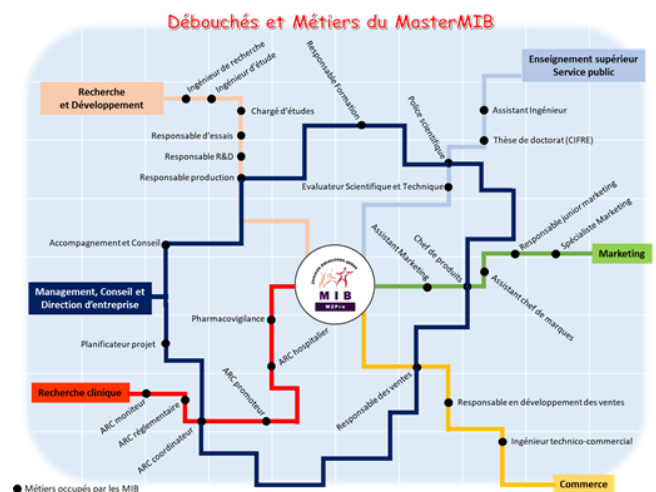 Débouchés et Métiers du MasterMIB
Enseignement supérieur
Service public
Recherche
et Développement
Ingénieur de recherche
Ingénieur d'étude
Chargé d'études
Responsable d'essais
Responsable R&D
Responsable production
Responsable Formation
Police scientifique
Assistant Ingénieur
Thèse de doctorat (CIFRE)
Evaluateur Scientifique et Technique
Accompagnement et Conseil
Assistant Marketing
Chef de produits
Responsable junior marketing
Spécialiste Marketing
Marketing
Assistant chef de marques
Management, Conseil et
Direction d'entreprise
MIB
M2Pro
Pharmacovigilance
ARC hospitalier
Planificateur projet
Recherche clinique
ARC moniteur
ARC réglementaire
ARC coordinateur
ARC promoteur
Responsable des ventes
Responsable en développement des ventes
Ingénieur technico-commercial
Commerce
Métiers occupés par les MIB